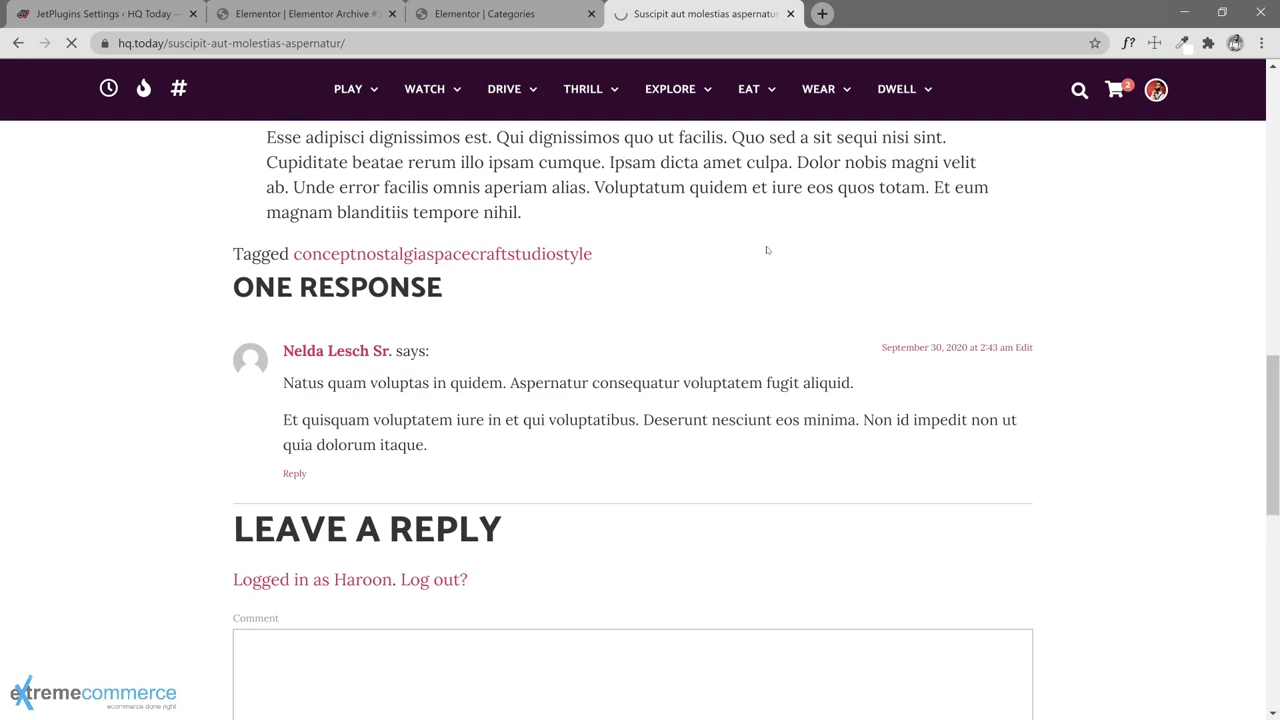 JetPlugins Settings ‹ HQ Today —
Elementor | Elementor Archive #
Elementor | Categories
Suscipit aut molestias aspernatur
hq.today/suscipit-aut-molestias-aspernatur/
f?
#
PLAY
WATCH
DRIVE
THRILL
EXPLORE
EAT
WEAR
DWELL
2
Esse adipisci dignissimos est. Qui dignissimos quo ut facilis. Quo sed a sit sequi nisi sint.
Cupiditate beatae rerum illo ipsam cumque. Ipsam dicta amet culpa. Dolor nobis magni velit
ab. Unde error facilis omnis aperiam alias. Voluptatum quidem et iure eos quos totam. Et eum
magnam blanditiis tempore nihil.
Tagged conceptnostalgiaspacecraftstudiostyle
ONE RESPONSE
Nelda Lesch Sr. says:
September 30, 2020 at 2:43 am Edit
Natus quam voluptas in quidem. Aspernatur consequatur voluptatem fugit aliquid.
Et quisquam voluptatem iure in et qui voluptatibus. Deserunt nesciunt eos minima. Non id impedit non ut
quia dolorum itaque.
Reply
LEAVE A REPLY
Logged in as Haroon. Log out?
Comment
extremecommerce
ecommerce done right